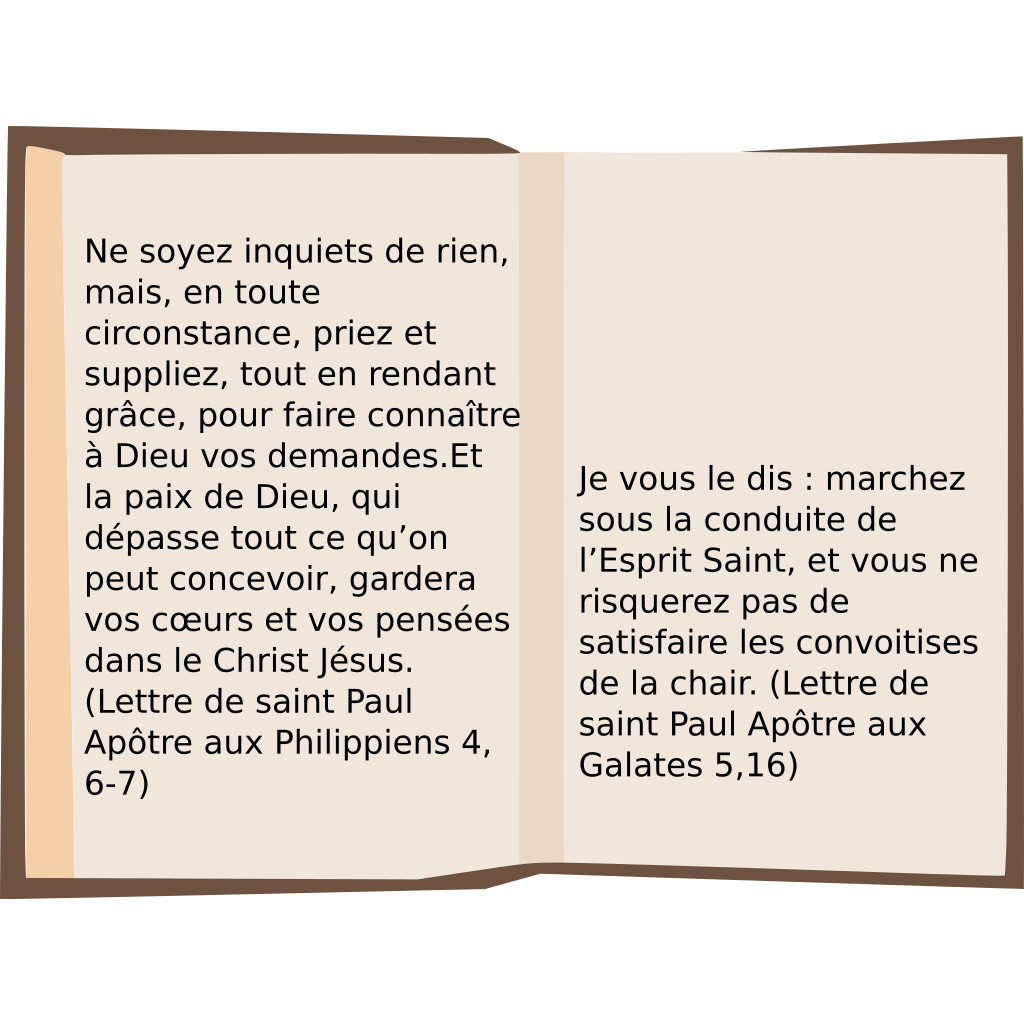 Ne soyez inquiets de rien,
mais, en toute
circonstance, priez et
suppliez, tout en rendant
grâce, pour faire connaître
à Dieu vos demandes.Et
la paix de Dieu, qui
dépasse tout ce qu’on
peut concevoir, gardera
vos cœurs et vos pensées
dans le Christ Jésus.
(Lettre de saint Paul
Apôtre aux Philippiens 4,
6-7)
Je vous le dis : marchez
sous la conduite de
l’Esprit Saint, et vous ne
risquerez pas de
satisfaire les convoitises
de la chair. (Lettre de
saint Paul Apôtre aux
Galates 5,16)